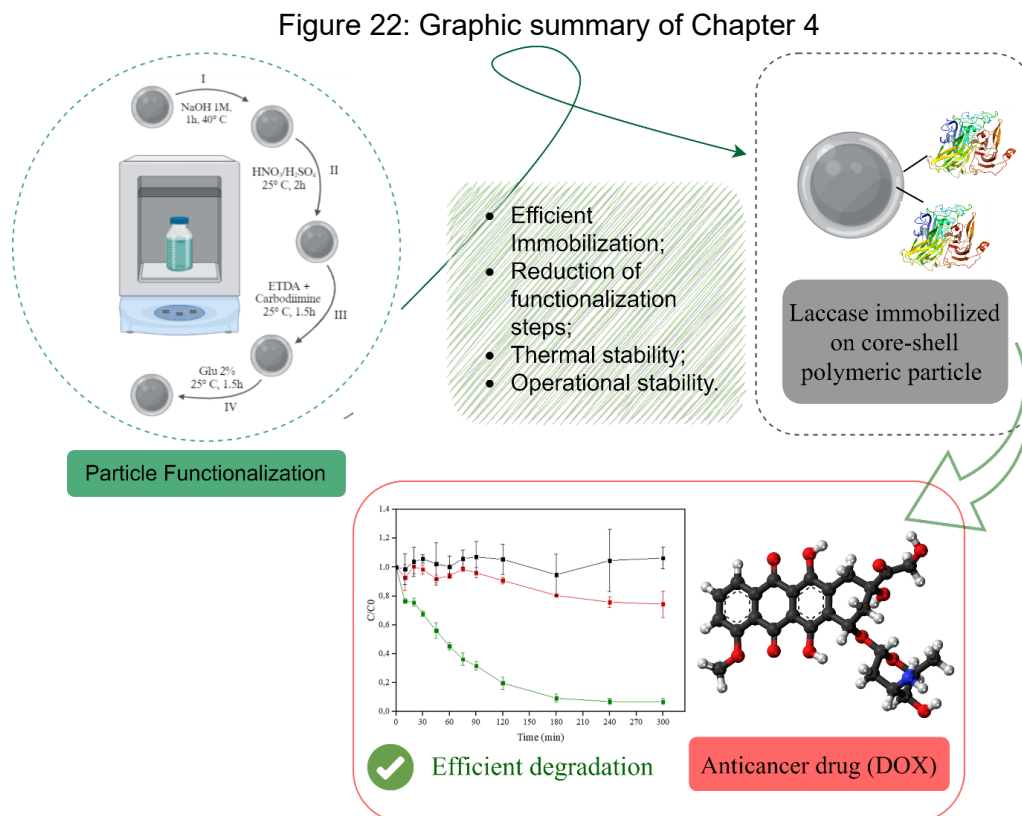 Figure 22: Graphic summary of Chapter 4
I
NaOH 1M,
1h, 40° C
II
HNO3/H2SO4
25° C, 2h
ETDA +
Carbodiimine
25° C, 1.5h
III
Glu 2%
25° C, 1.5h
IV
Particle Functionalization
• Efficient
Immobilization;
• Reduction of
functionalization
steps;
• Thermal stability;
• Operational stability.
Laccase immobilized
on core-shell
polymeric particle
C/C0
1,4
1,2
1,0
0,8
0,6
0,4
0,2
0,0
0 30 60 90 120 180 240 300
Time (min)
Efficient degradation
Anticancer drug (DOX)